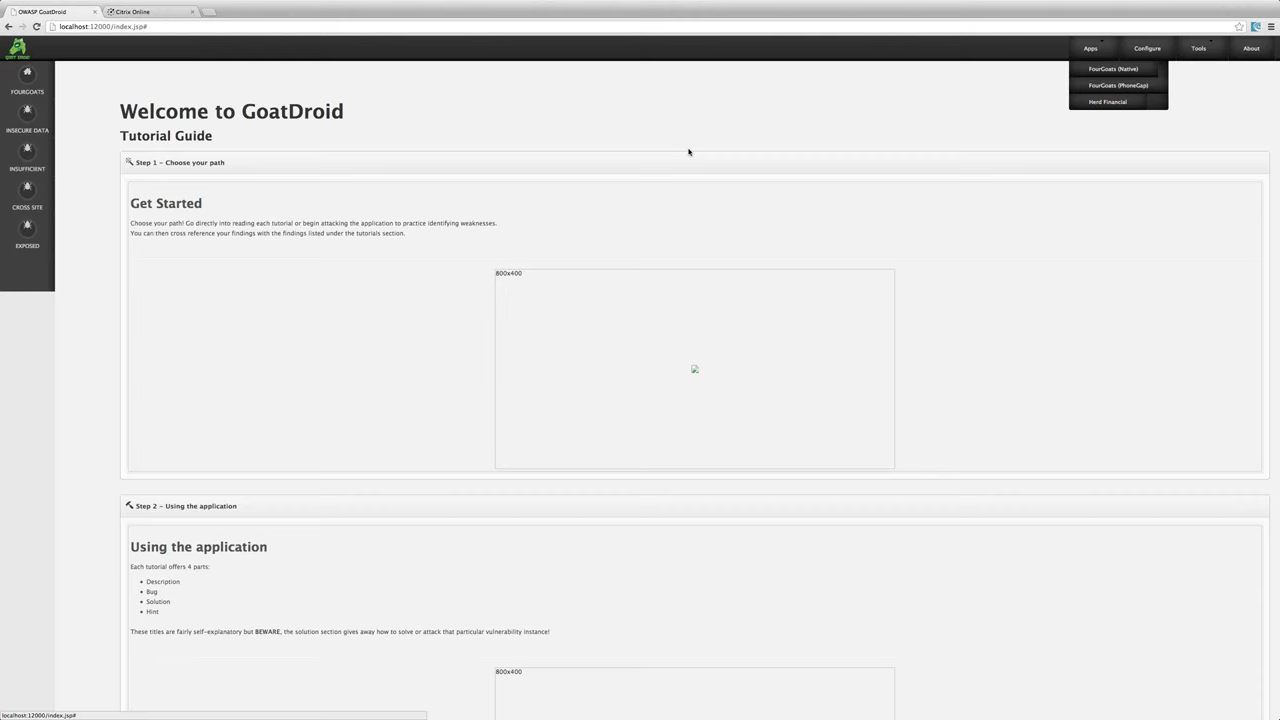 OWASP GoatDroid
Citrix Online
localhost:12000/index.jsp#
GOAT DROID
Apps
Configure
Tools
About
FourGoats (Native)
FourGoats (PhoneGap)
Herd Financial
FOURGOATS
INSECURE DATA
INSUFFICIENT
CROSS SITE
EXPOSED
Welcome to GoatDroid
Tutorial Guide
Step 1 - Choose your path
Get Started
Choose your path! Go directly into reading each tutorial or begin attacking the application to practice identifying weaknesses.
You can then cross reference your findings with the findings listed under the tutorials section.
800x400
Step 2 - Using the application
Using the application
Each tutorial offers 4 parts:
Description
Bug
Solution
Hint
These titles are fairly self-explanatory but BEWARE, the solution section gives away how to solve or attack that particular vulnerability instance!
800x400
localhost:12000/index.jsp#